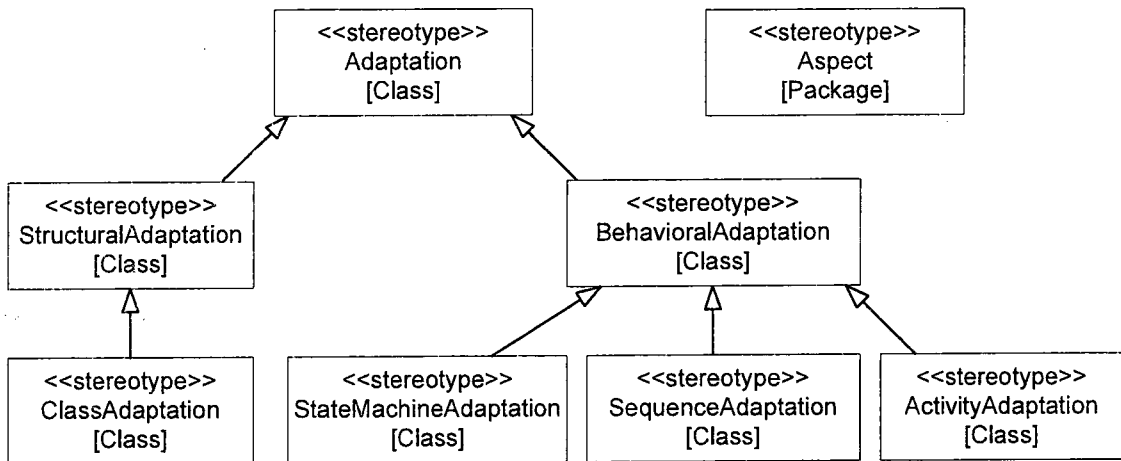 <<stereotype>>
Adaptation
[Class]
<<stereotype>>
Aspect
[Package]
<<stereotype>>
StructuralAdaptation
[Class]
<<stereotype>>
BehavioralAdaptation
[Class]
<<stereotype>>
ClassAdaptation
[Class]
<<stereotype>>
StateMachineAdaptation
[Class]
<<stereotype>>
SequenceAdaptation
[Class]
<<stereotype>>
ActivityAdaptation
[Class]